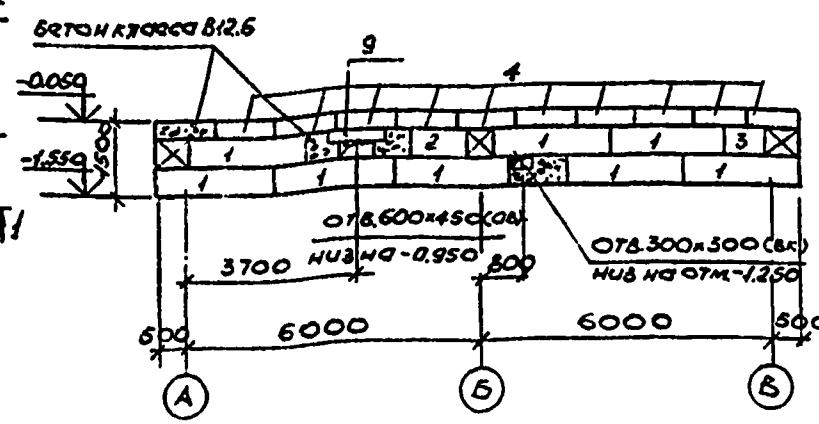 Бетон класса В12.5
9
4
-0.050
1500
-1.550
1 2 1 1 3
1 1 1 1 1
отв. 600х450(ов)
низ на -0.950
отв. 300х300 (вк)
низ на отм. -1.250
3700
800
500
6000
6000
500
А
Б
В